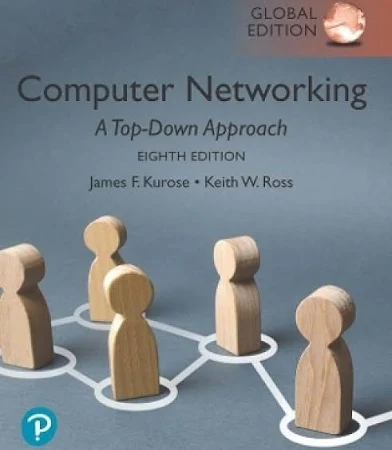 GLOBAL
EDITION
Computer Networking
A Top-Down Approach
EIGHTH EDITION
James F. Kurose • Keith W. Ross
P